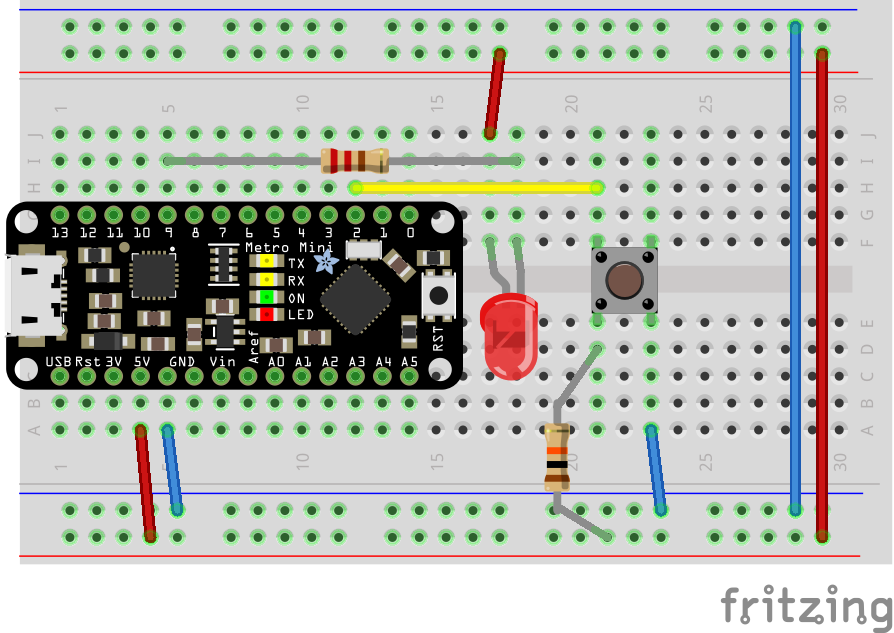 1 5 10 15 20 25 30
J
I
H
G
F
13 12 11 10 9 8 7 6 5 4 3 2 1 0
Metro Mini
TX
RX
ON
LED
RST
Aref
USB Rst 3V 5V GND Vin A0 A1 A2 A3 A4 A5
E
D
C
B
A
1 5 15 20 25 30
10
fritzing